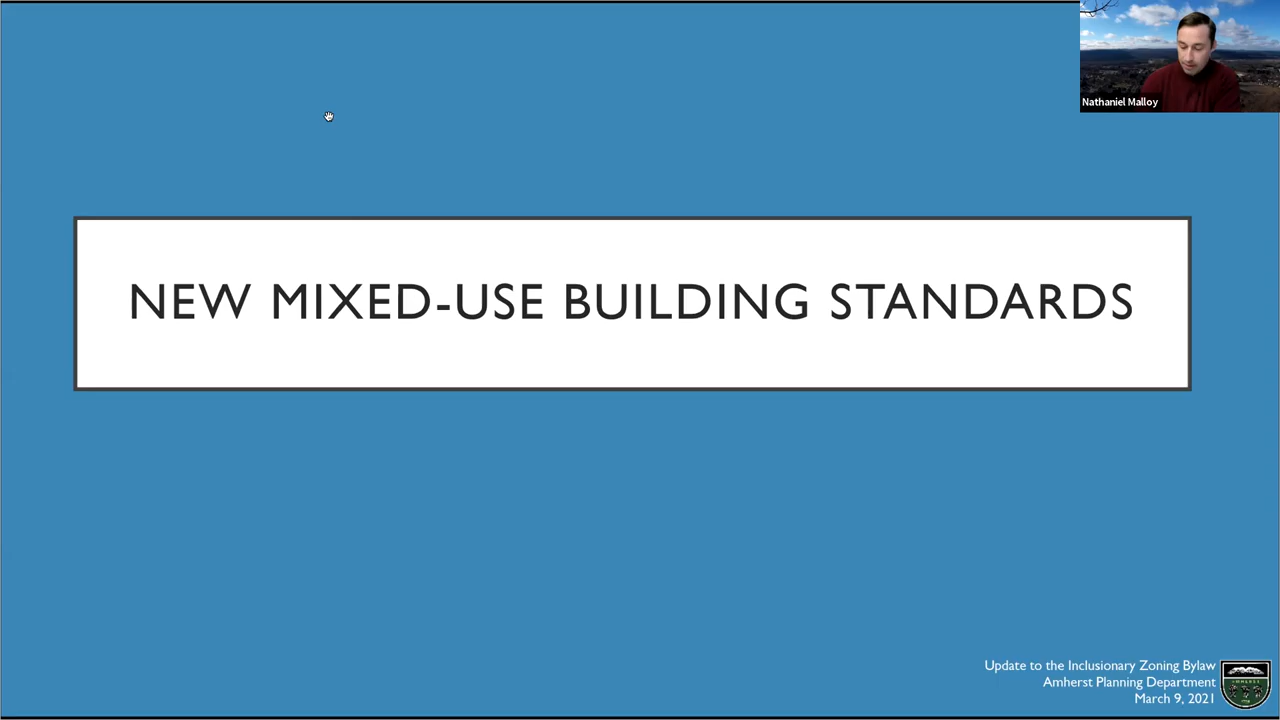 Nathaniel Malloy
NEW MIXED-USE BUILDING STANDARDS
Update to the Inclusionary Zoning Bylaw
Amherst Planning Department
March 9, 2021